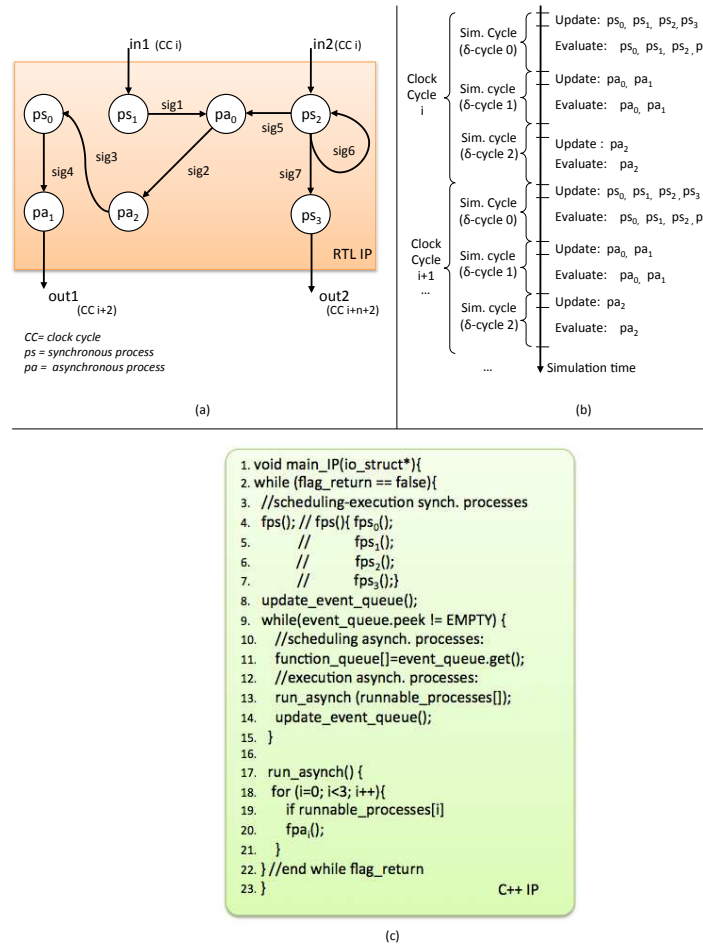 in1 (CC i)
in2 (CC i)
ps0
ps1
sig1
pa0
sig5
ps2
sig6
sig3
sig4
sig2
sig7
pa1
pa2
ps3
RTL IP
out1
(CC i+2)
out2
(CC i+n+2)
CC= clock cycle
ps = synchronous process
pa = asynchronous process
(a)
Clock
Cycle
i
Sim. Cycle
(δ-cycle 0)
Update: ps0, ps1, ps2, ps3
Evaluate: ps0, ps1, ps2, p
Sim. cycle
(δ-cycle 1)
Update: pa0, pa1
Evaluate: pa0, pa1
Sim. cycle
(δ-cycle 2)
Update : pa2
Evaluate: pa2
Clock
Cycle
i+1
...
Sim. cycle
(δ-cycle 0)
Update: ps0, ps1, ps2, ps3
Evaluate: ps0, ps1, ps2, p
Sim. cycle
(δ-cycle 1)
Update: pa0, pa1
Evaluate: pa0, pa1
Sim. cycle
(δ-cycle 2)
Update: pa2
Evaluate: pa2
...
Simulation time
(b)
1. void main_IP(io_struct*){
2. while (flag_return == false){
3. //scheduling-execution synch. processes
4. fps(); // fps(){ fps0();
5. // fps1();
6. // fps2();
7. // fps3();}
8. update_event_queue();
9. while(event_queue.peek != EMPTY) {
10. //scheduling asynch. processes:
11. function_queue[]=event_queue.get();
12. //execution asynch. processes:
13. run_asynch (runnable_processes[]);
14. update_event_queue();
15. }
16.
17. run_asynch() {
18. for (i=0; i<3; i++){
19. if runnable_processes[i]
20. fpai();
21. }
22. } //end while flag_return
23. }
C++ IP
(c)